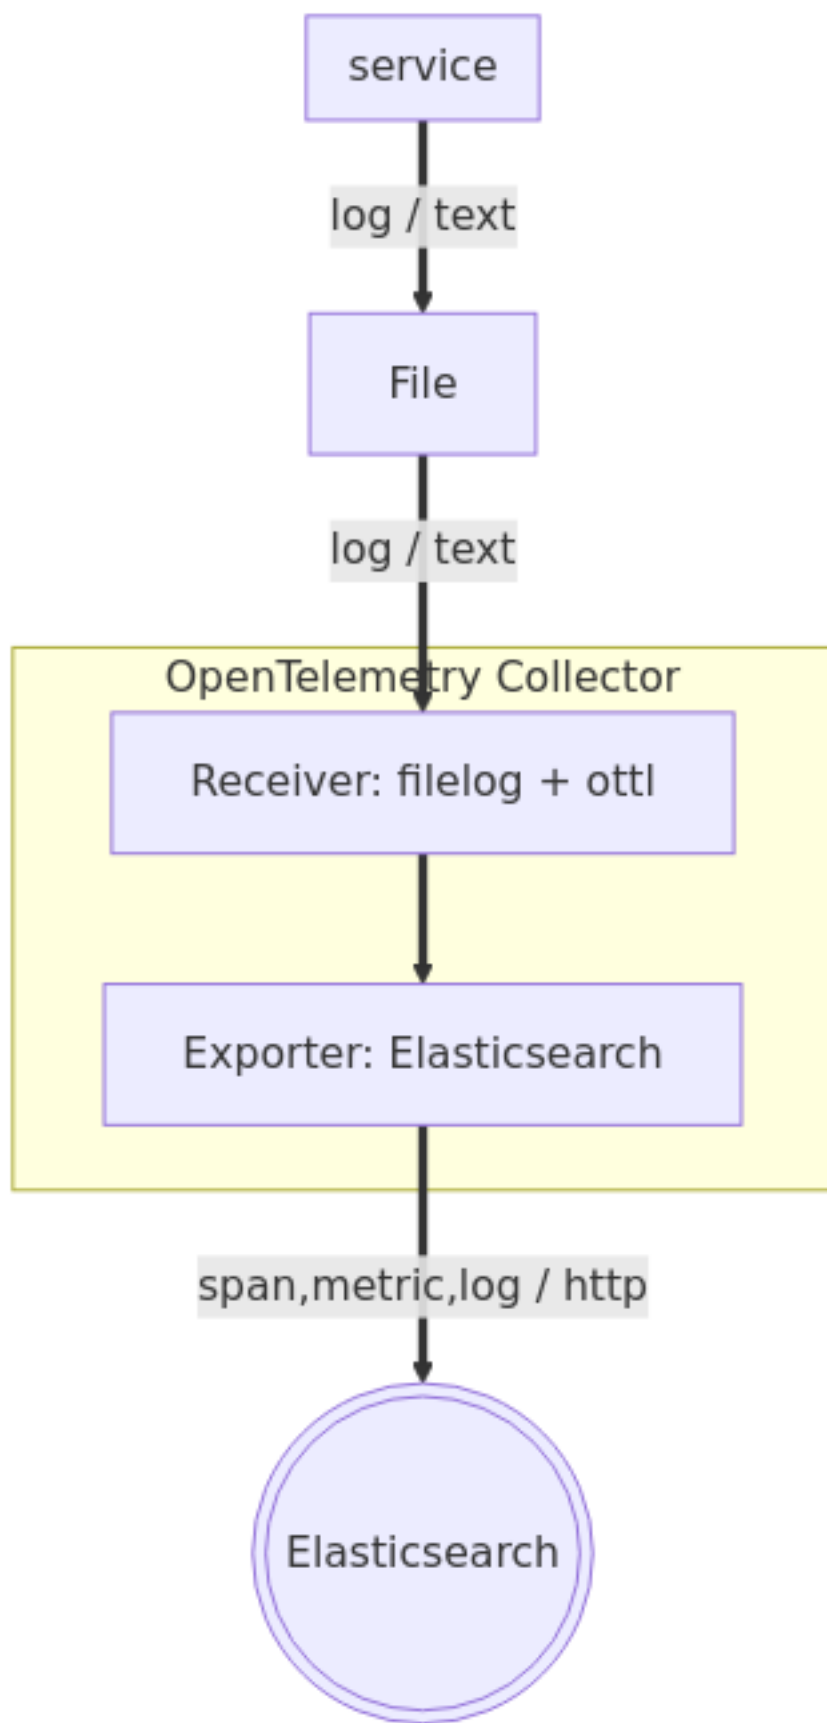 service
log / text
File
log / text
OpenTelemetry Collector
Receiver: filelog + ottl
Exporter: Elasticsearch
span,metric,log / http
Elasticsearch